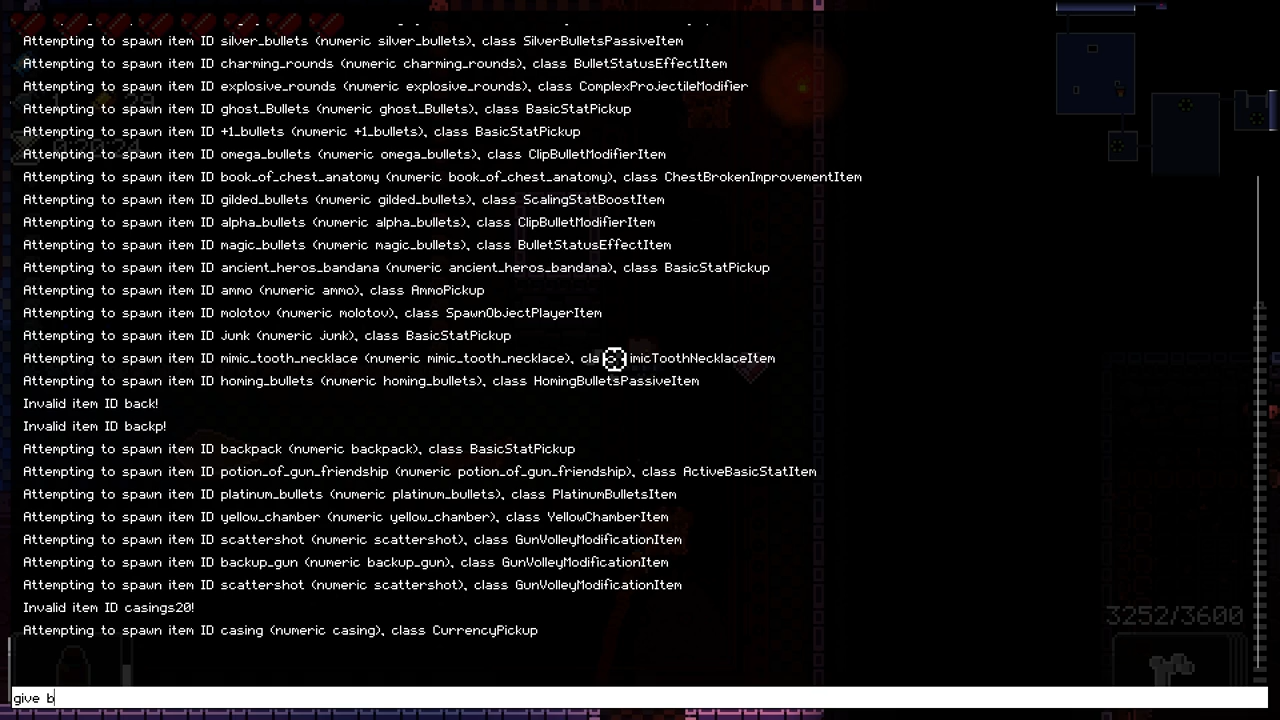 Attempting to spawn item ID silver_bullets (numeric silver_bullets), class SilverBulletsPassiveItem
Attempting to spawn item ID charming_rounds (numeric charming_rounds), class BulletStatusEffectItem
Attempting to spawn item ID explosive_rounds (numeric explosive_rounds), class ComplexProjectileModifier
Attempting to spawn item ID ghost_Bullets (numeric ghost_Bullets), class BasicStatPickup
Attempting to spawn item ID +1_bullets (numeric +1_bullets), class BasicStatPickup
Attempting to spawn item ID omega_bullets (numeric omega_bullets), class ClipBulletModifierItem
0:20:24
Attempting to spawn item ID book_of_chest_anatomy (numeric book_of_chest_anatomy), class ChestBrokenImprovementItem
Attempting to spawn item ID gilded_bullets (numeric gilded_bullets), class ScalingStatBoostItem
Attempting to spawn item ID alpha_bullets (numeric alpha_bullets), class ClipBulletModifierItem
Attempting to spawn item ID magic_bullets (numeric magic_bullets), class BulletStatusEffectItem
Attempting to spawn item ID ancient_heros_bandana (numeric ancient_heros_bandana), class BasicStatPickup
Attempting to spawn item ID ammo (numeric ammo), class AmmoPickup
Attempting to spawn item ID molotov (numeric molotov), class SpawnObjectPlayerItem
Attempting to spawn item ID junk (numeric junk), class BasicStatPickup
Attempting to spawn item ID mimic_tooth_necklace (numeric mimic_tooth_necklace), cla imicToothNecklaceItem
Attempting to spawn item ID homing_bullets (numeric homing_bullets), class HomingBulletsPassiveItem
Invalid item ID back!
Invalid item ID backp!
Attempting to spawn item ID backpack (numeric backpack), class BasicStatPickup
Attempting to spawn item ID potion_of_gun_friendship (numeric potion_of_gun_friendship), class ActiveBasicStatItem
Attempting to spawn item ID platinum_bullets (numeric platinum_bullets), class PlatinumBulletsItem
Attempting to spawn item ID yellow_chamber (numeric yellow_chamber), class YellowChamberItem
Attempting to spawn item ID scattershot (numeric scattershot), class GunVolleyModificationItem
Attempting to spawn item ID backup_gun (numeric backup_gun), class GunVolleyModificationItem
Attempting to spawn item ID scattershot (numeric scattershot), class GunVolleyModificationItem
Invalid item ID casings20!
3252/3600
Attempting to spawn item ID casing (numeric casing), class CurrencyPickup
give b